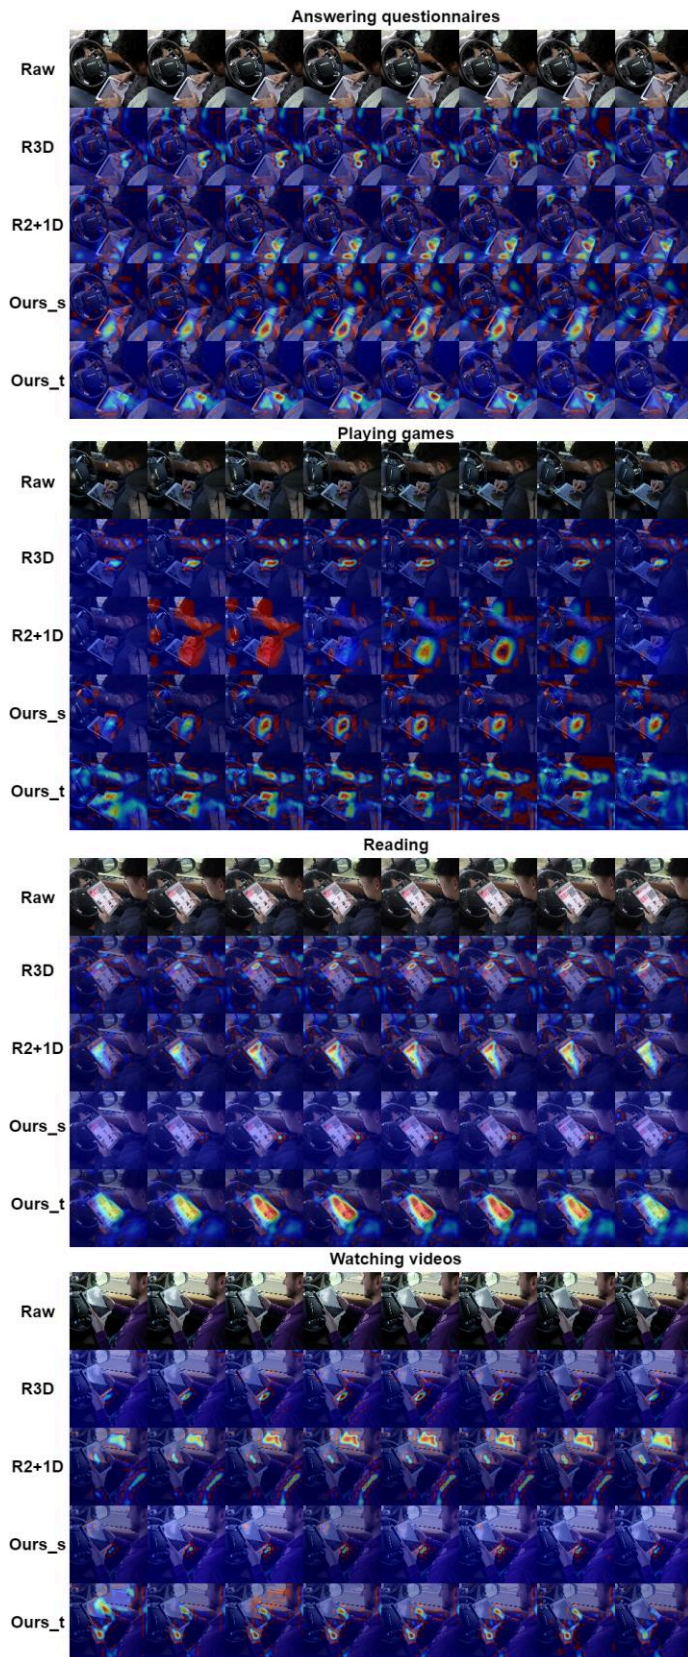 Answering questionnaires
Raw
R3D
R2+1D
Ours_s
Ours_t
Playing games
Raw
R3D
R2+1D
Ours_s
Ours_t
Reading
Raw
R3D
R2+1D
Ours_s
Ours_t
Watching videos
Raw
R3D
R2+1D
Ours_s
Ours_t